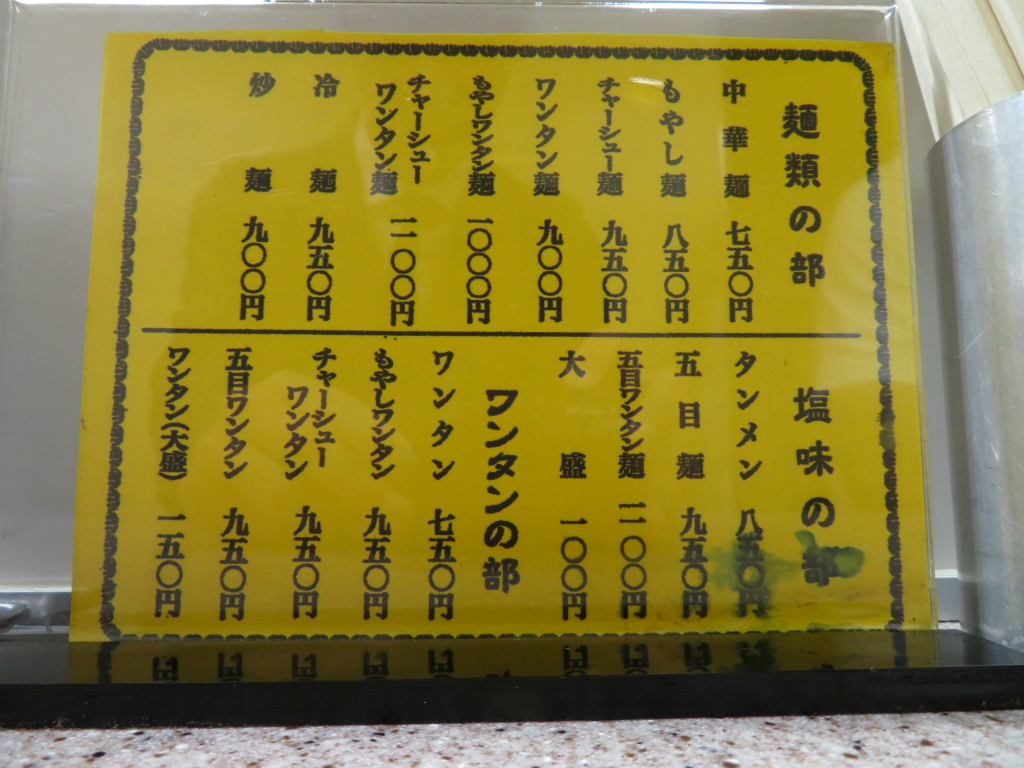 麺類の部
中華麺 七五〇円
もやし麺 八五〇円
チャーシュー麺 九五〇円
ワンタン麺 九〇〇円
もやしワンタン麺 一〇〇〇円
チャーシュー
ワンタン麺 一一〇〇円
冷麺 九五〇円
炒麺 九〇〇円
塩味の部
タンメン 八五〇円
五目麺 九五〇円
五目ワンタン麺 一一〇〇円
大盛 一〇〇円
ワンタンの部
ワンタン 七五〇円
もやしワンタン 九五〇円
チャーシュー
ワンタン 九五〇円
五目ワンタン 九五〇円
ワンタン(大盛) 一五〇円